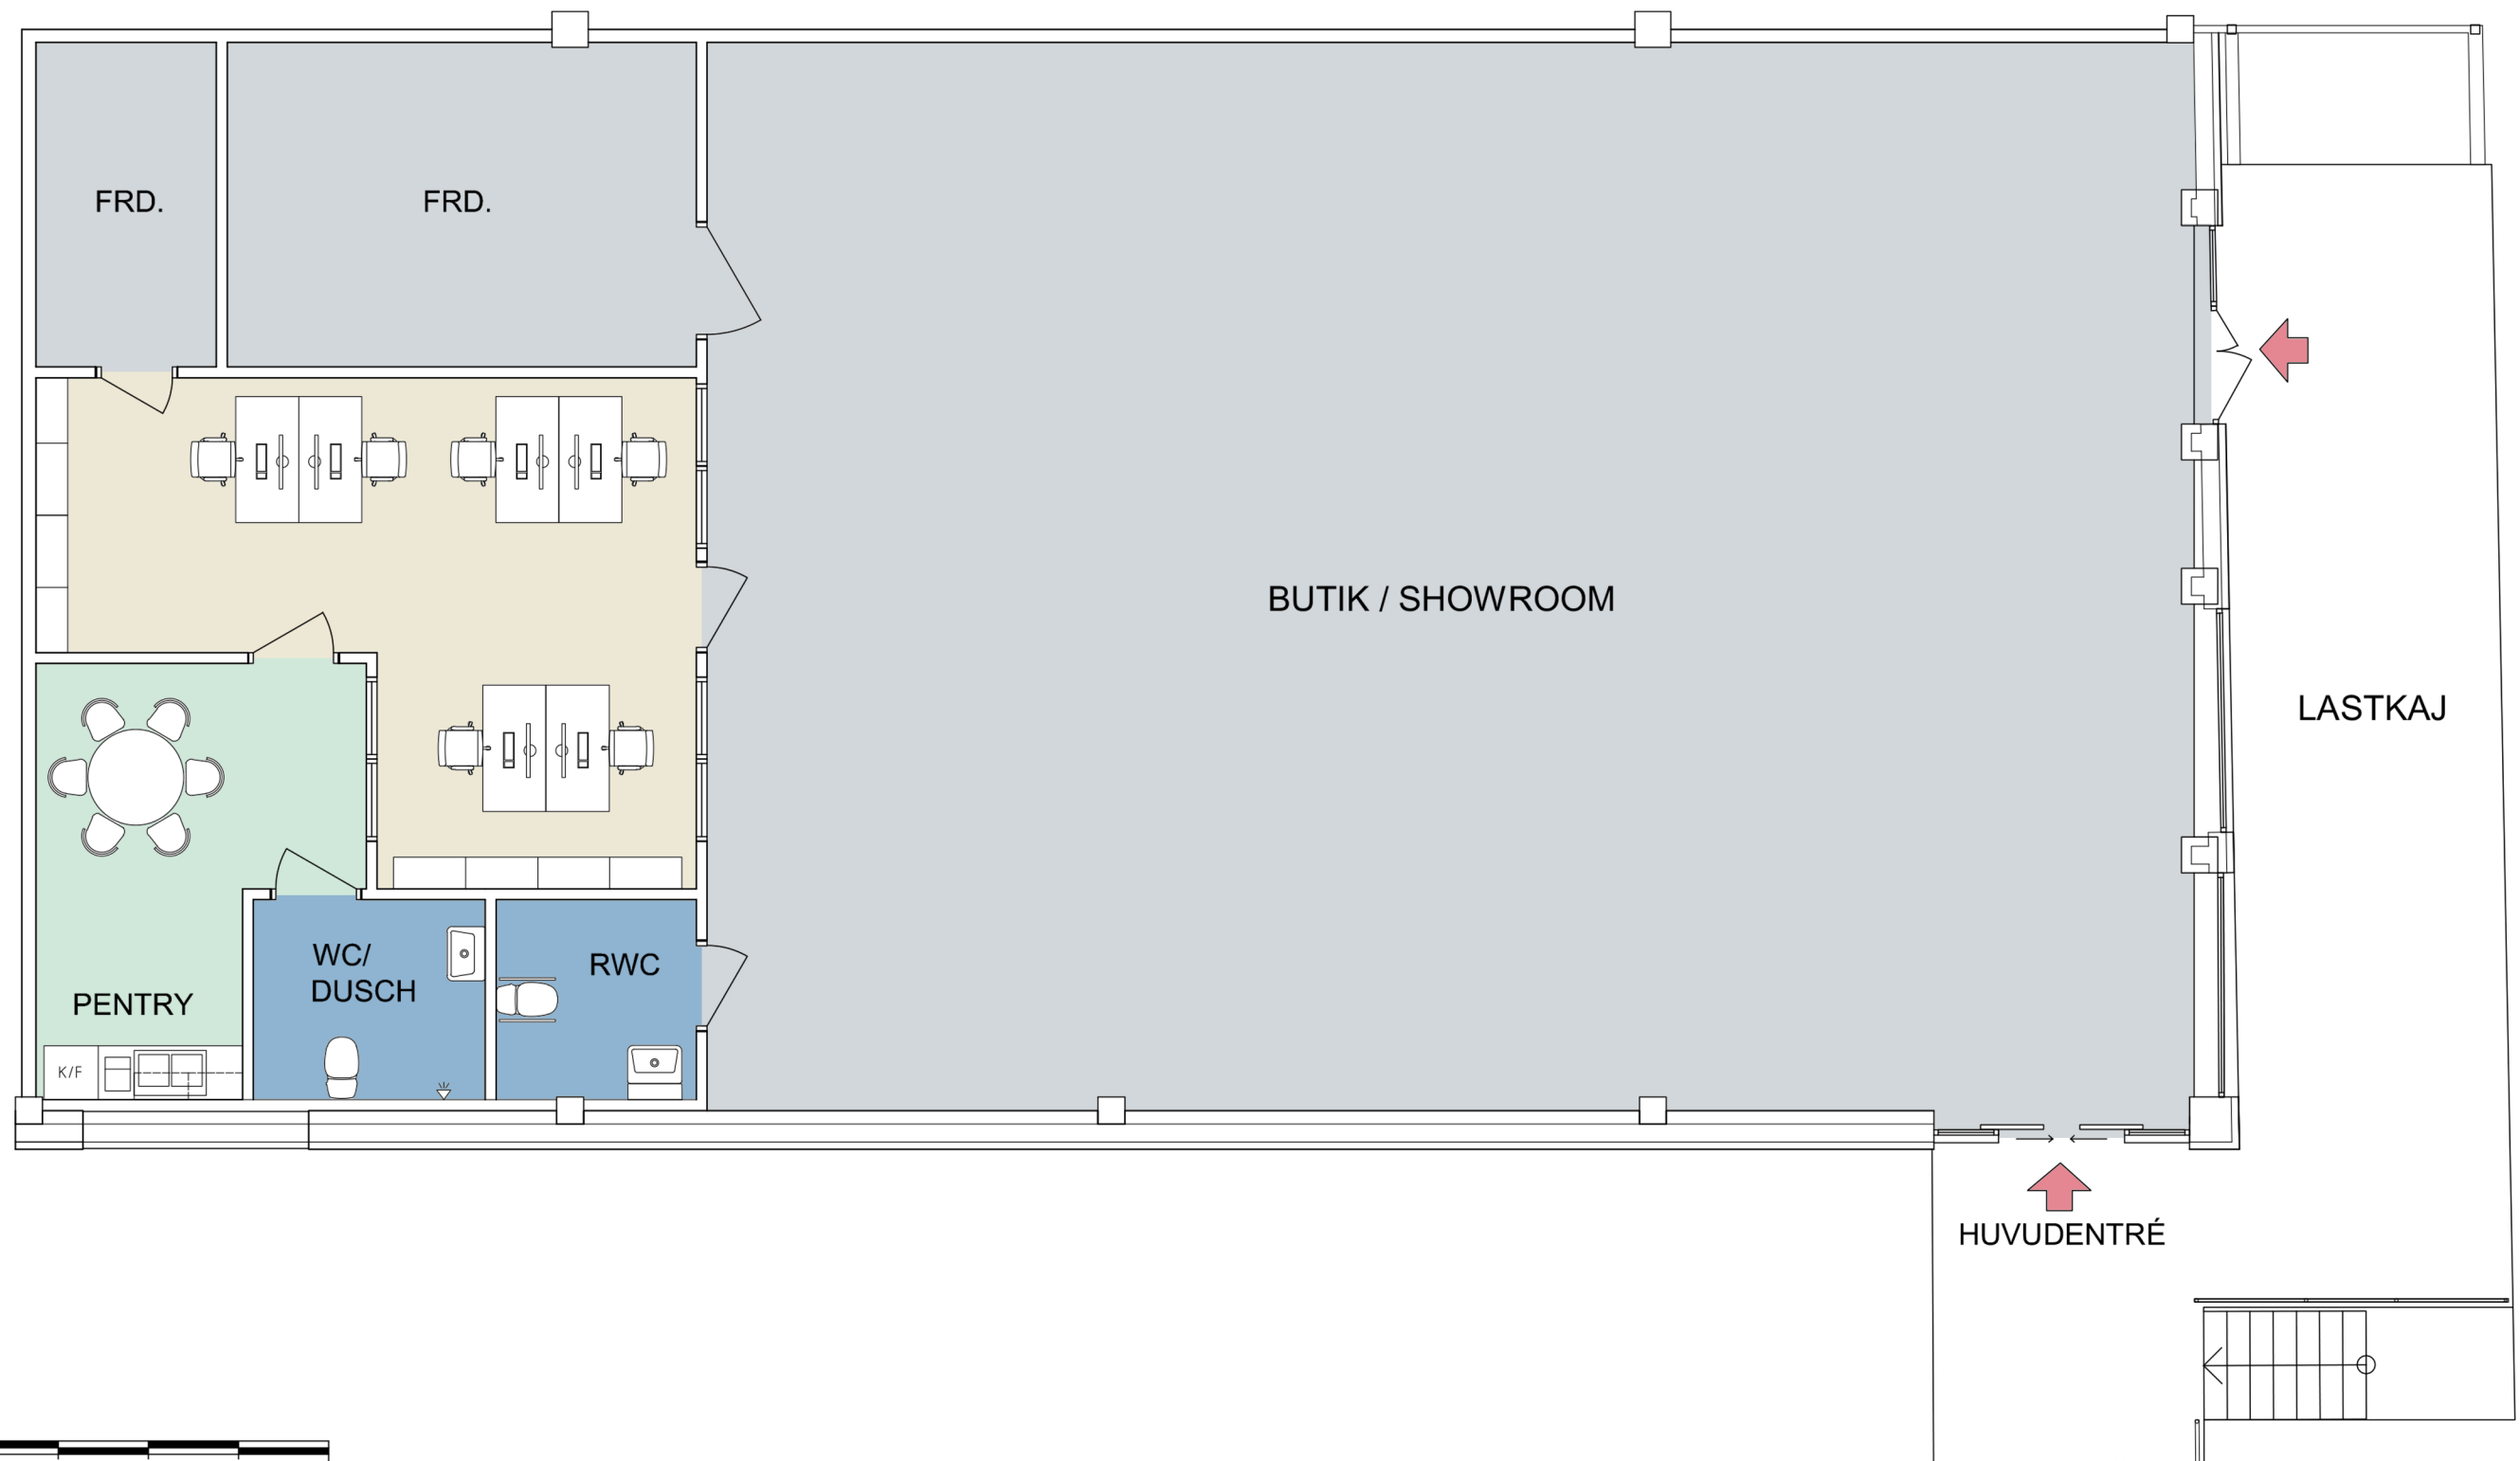 FRD.
FRD.
BUTIK / SHOWROOM
LASTKAJ
WC/
DUSCH
RWC
PENTRY
K/F
HUVUDENTRÉ